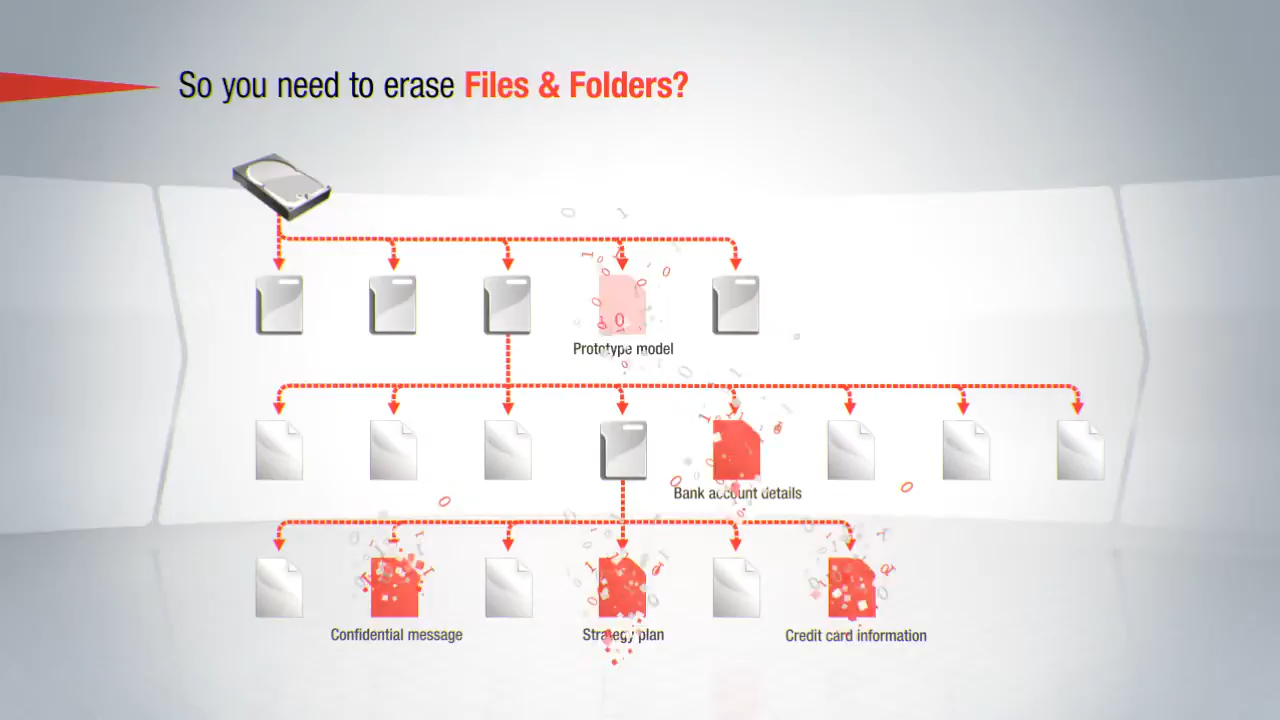 So you need to erase Files & Folders?
Prototype model
Bank account details
Confidential message
Strategy plan
Credit card information